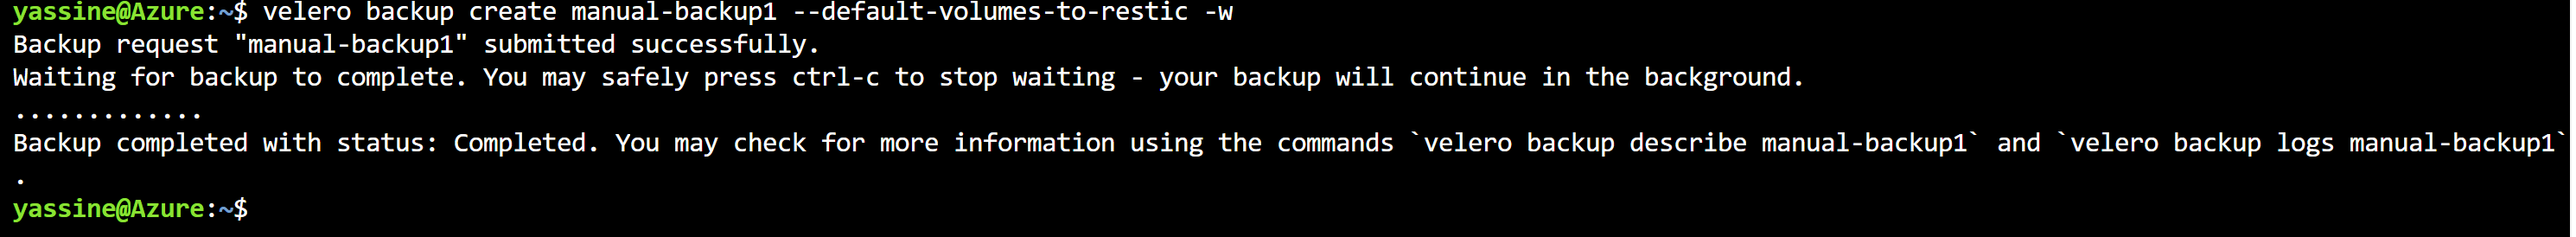 yassine@Azure:~$ velero backup create manual-backup1 --default-volumes-to-restic -w
Backup request "manual-backup1" submitted successfully.
Waiting for backup to complete. You may safely press ctrl-c to stop waiting - your backup will continue in the background.
.............
Backup completed with status: Completed. You may check for more information using the commands `velero backup describe manual-backup1` and `velero backup logs manual-backup1`
.
yassine@Azure:~$